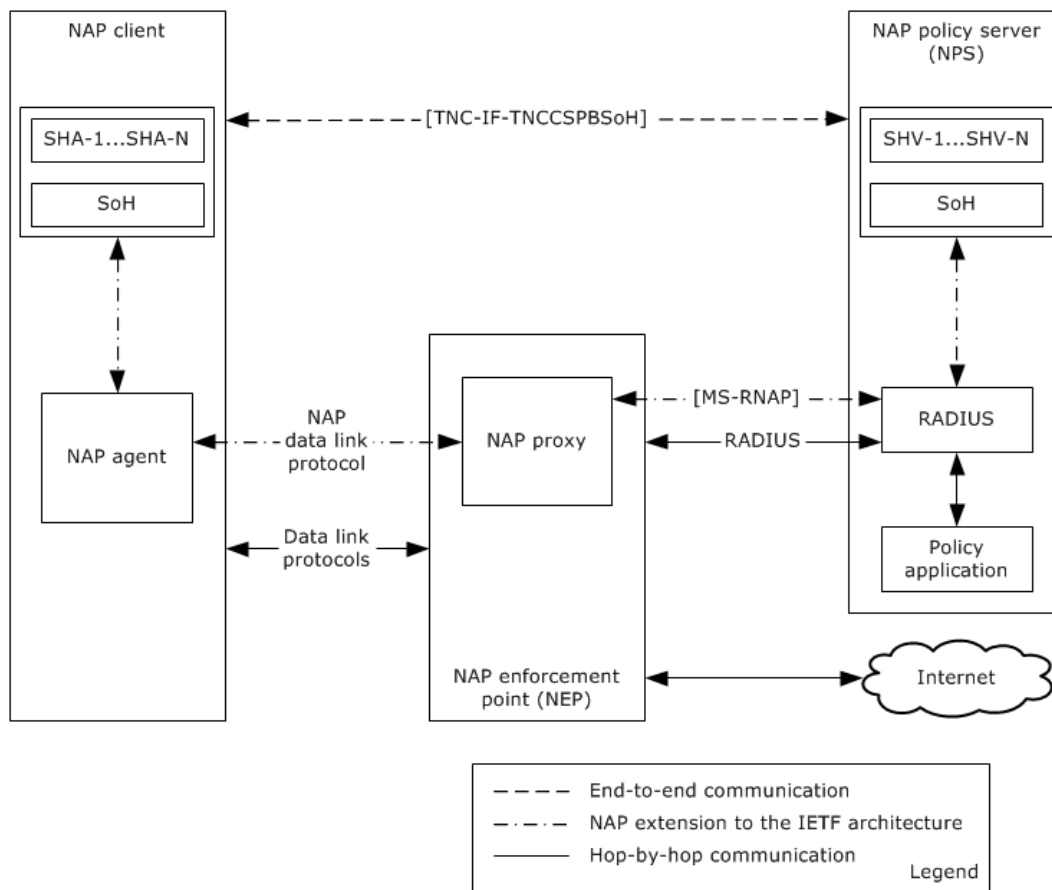 NAP client
NAP policy server
(NPS)
[TNC-IF-TNCCSPBSoH]
SHA-1...SHA-N
SoH
SHV-1...SHV-N
SoH
NAP agent
NAP
data link
protocol
NAP proxy
[MS-RNAP]
RADIUS
RADIUS
Data link
protocols
Policy
application
NAP enforcement
point (NEP)
Internet
End-to-end communication
NAP extension to the IETF architecture
Hop-by-hop communication
Legend